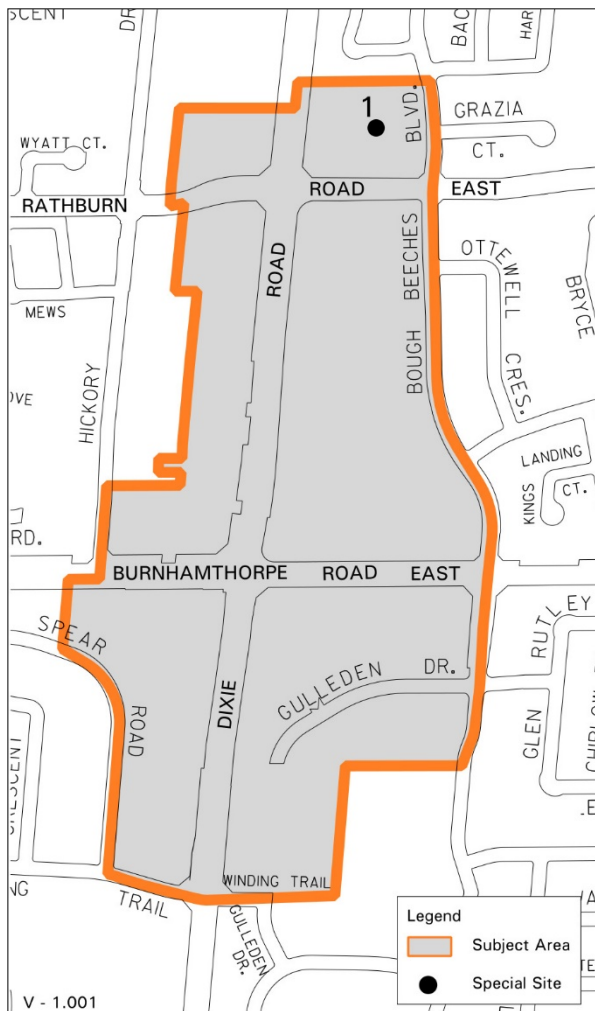 SCENT
DR
BAC
HAR
1
BLVD.
GRAZIA
CT.
WYATT CT.
RATHBURN
ROAD
EAST
ROAD
BEECHES
BOUGH
OTTEWELL
CRES.
BRYCE
MEWS
HICKORY
OVE
LANDING
KINGS
CT.
RD.
BURNHAMTHORPE ROAD EAST
SPEAR
ROAD
RUTLEY
GULLEDEN DR.
DIXIE
GLEN
WINDING TRAIL
NG
TRAIL
GULLEDEN
DR.
Legend
Subject Area
Special Site
V - 1.001